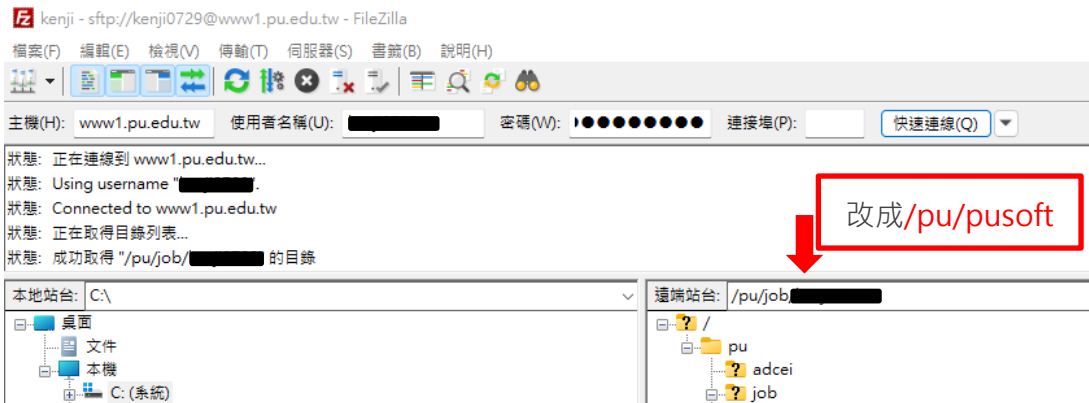 kenji - sftp://kenji0729@www1.pu.edu.tw - FileZilla
檔案(F) 編輯(E) 檢視(V) 傳輸(T) 伺服器(S) 書籤(B) 說明(H)
主機(H): www1.pu.edu.tw 使用者名稱(U): 密碼(W): 連接埠(P): 快速連線(Q)
狀態: 正在連線到 www1.pu.edu.tw...
狀態: Using username "".
狀態: Connected to www1.pu.edu.tw
狀態: 正在取得目錄列表...
狀態: 成功取得 "/pu/job/ 的目錄
改成/pu/pusoft
本地站台: C:\
遠端站台: /pu/job/
桌面
文件
本機
C: (系統)
/
pu
adcei
job